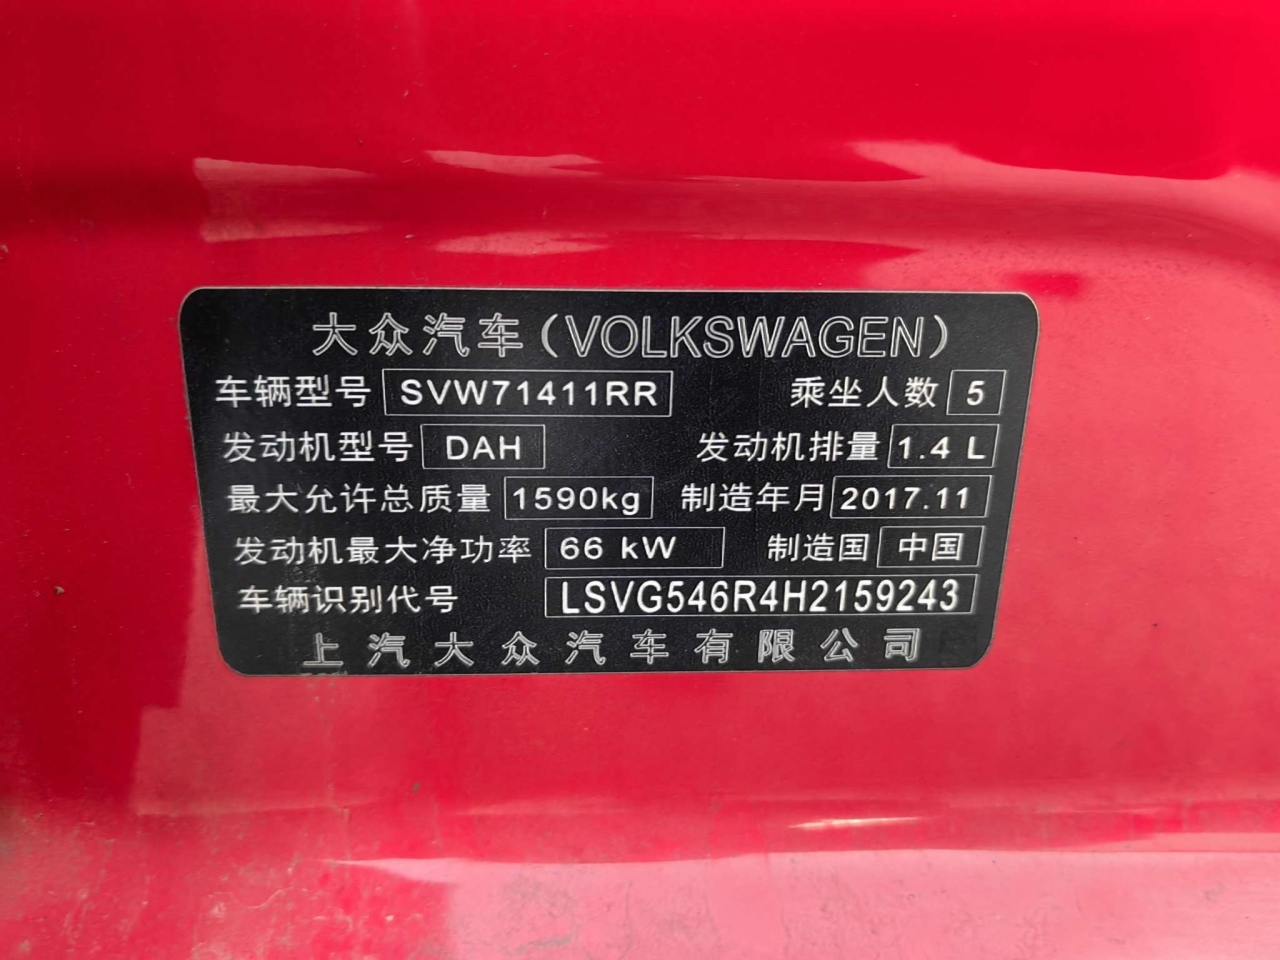 大众汽车(VOLKSWAGEN)
车辆型号 SVW71411RR 乘坐人数 5
发动机型号 DAH 发动机排量 1.4 L
最大允许总质量 1590kg 制造年月 2017.11
发动机最大净功率 66 kW 制造国 中国
车辆识别代号 LSVG546R4H2159243
上汽大众汽车有限公司